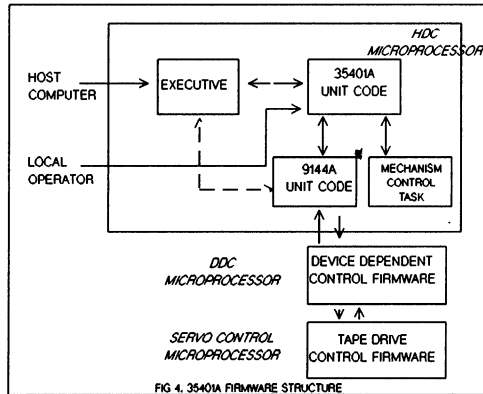 HDC
MICROPROCESSOR
HOST
COMPUTER
EXECUTIVE
35401A
UNIT CODE
LOCAL
OPERATOR
9144A
UNIT CODE
MECHANISM
CONTROL
TASK
DDC
MICROPROCESSOR
DEVICE DEPENDENT
CONTROL FIRMWARE
SERVO CONTROL
MICROPROCESSOR
TAPE DRIVE
CONTROL FIRMWARE
FIG 4. 35401A FIRMWARE STRUCTURE